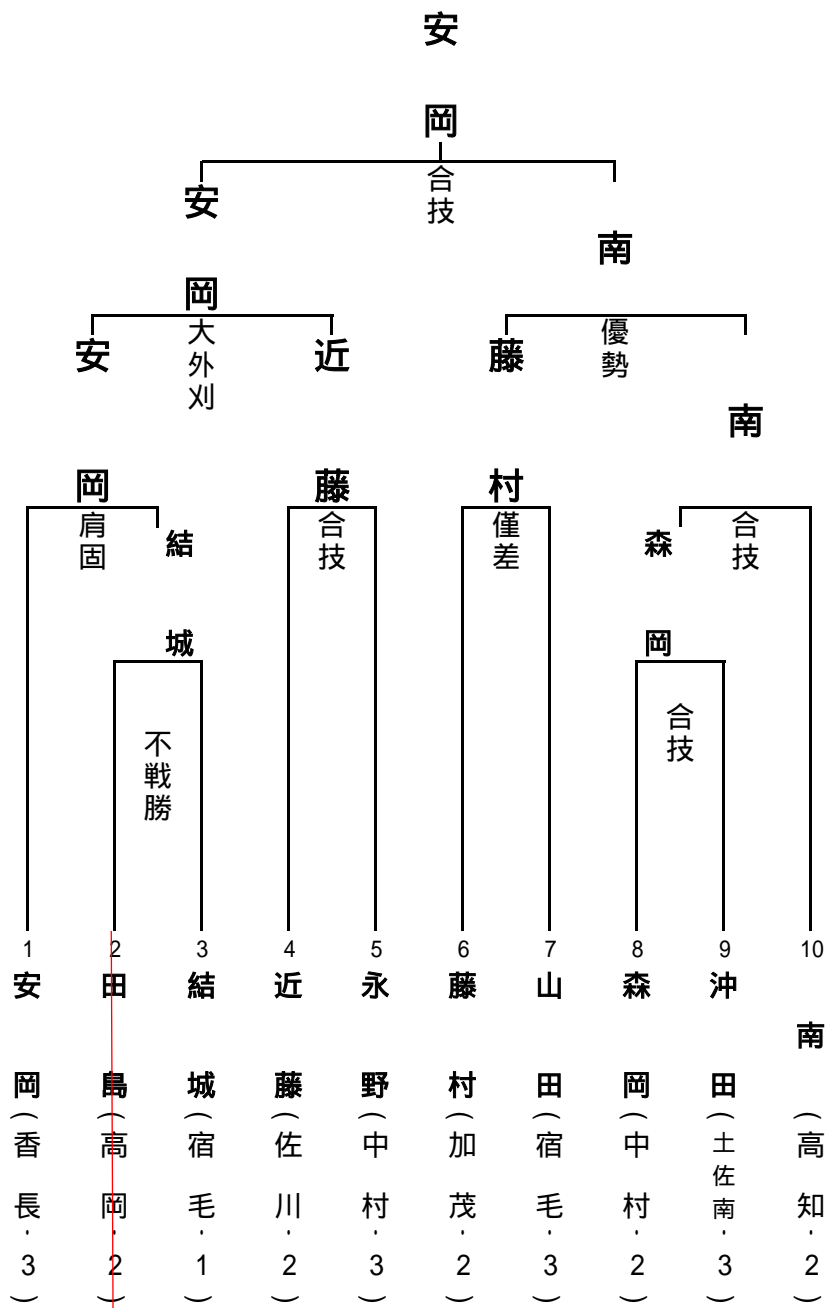 安岡
合技
安岡
南
大外刈
優勢
安岡
近藤
藤村
南
肩固
結城
合技
僅差
森岡
合技
不戦勝
合技
1 安岡(香長・3)
2 田島(高岡・2)
3 結城(宿毛・1)
4 近藤(佐川・2)
5 永野(中村・3)
6 藤村(加茂・2)
7 山田(宿毛・3)
8 森岡(中村・2)
9 沖田(土佐南・3)
10 南(高知・2)